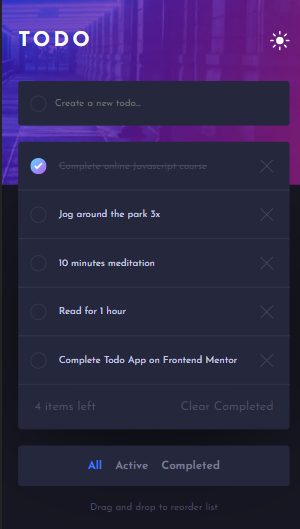 TODO
Create a new todo...
Complete online Javascript course
Jog around the park 3x
10 minutes meditation
Read for 1 hour
Complete Todo App on Frontend Mentor
4 items left Clear Completed
All Active Completed
Drag and drop to reorder list